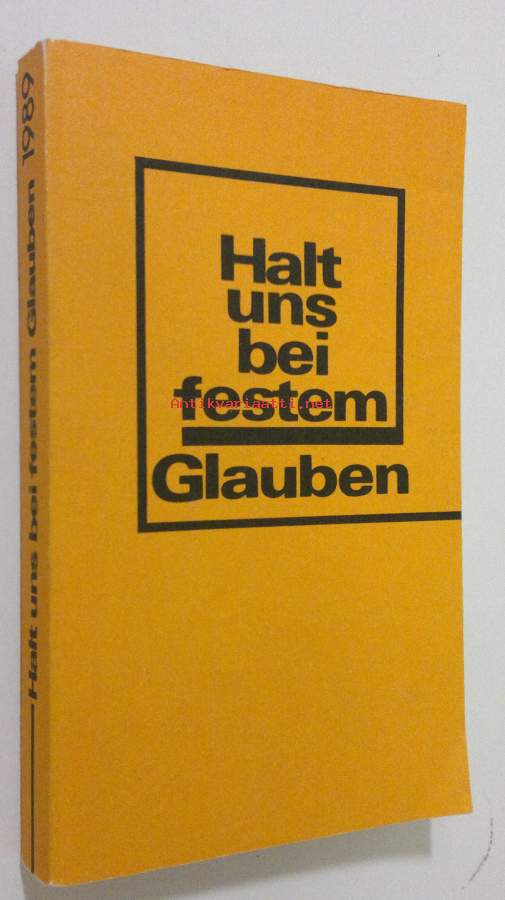 Halt
uns
bei
festem
Glauben
Halt uns bei festem Glauben 1989
Antikvariaatti.net